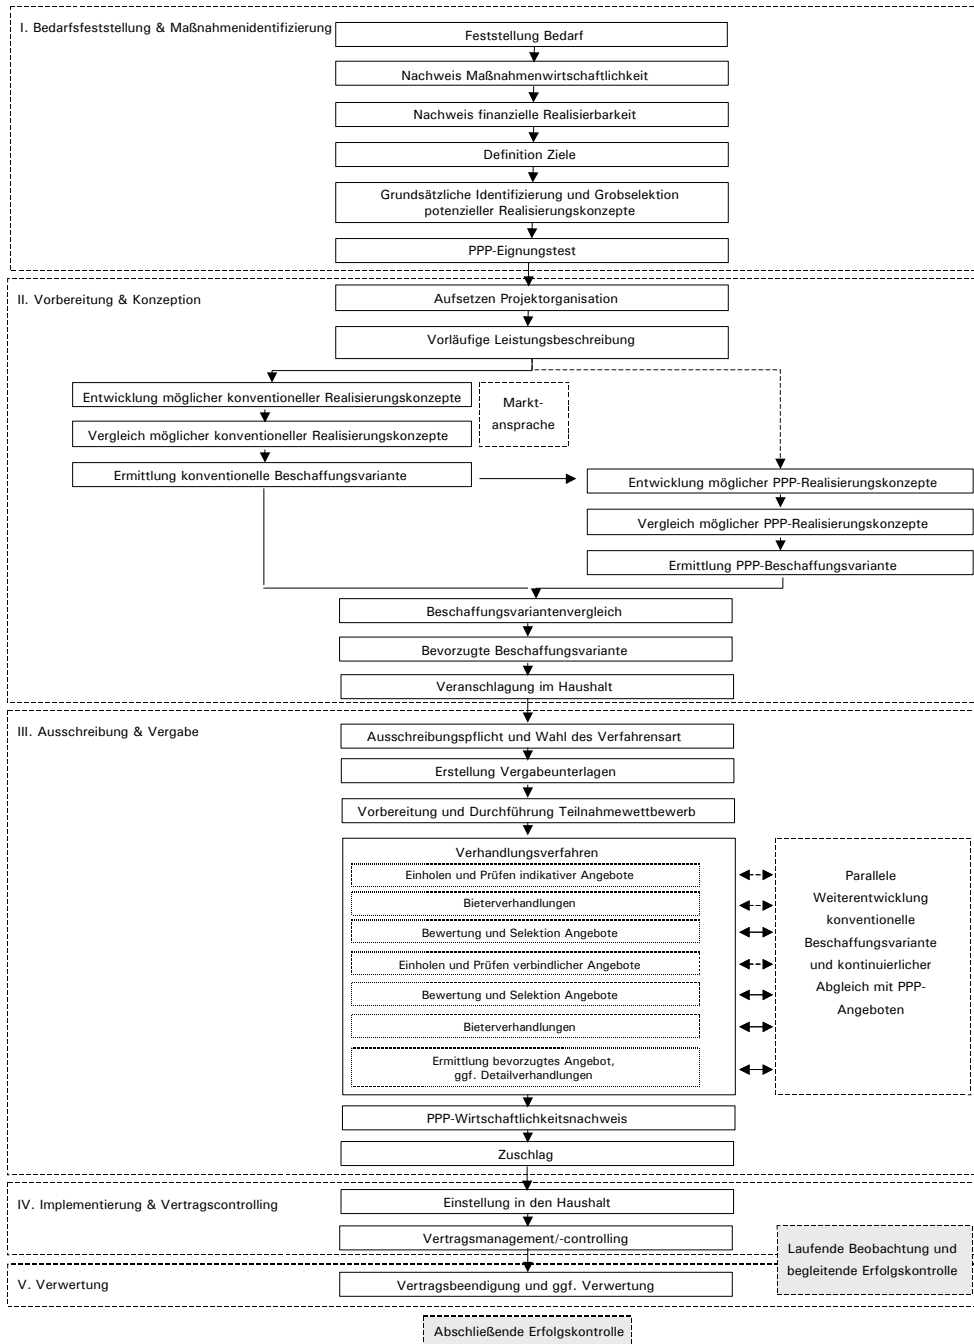 I. Bedarfsfeststellung & Maßnahmenidentifizierung
Feststellung Bedarf
Nachweis Maßnahmenwirtschaftlichkeit
Nachweis finanzielle Realisierbarkeit
Definition Ziele
Grundsätzliche Identifizierung und Grobselektion
potenzieller Realisierungskonzepte
PPP-Eignungstest
II. Vorbereitung & Konzeption
Aufsetzen Projektorganisation
Vorläufige Leistungsbeschreibung
Entwicklung möglicher konventioneller Realisierungskonzepte
Vergleich möglicher konventioneller Realisierungskonzepte
Ermittlung konventionelle Beschaffungsvariante
Markt-
ansprache
Entwicklung möglicher PPP-Realisierungskonzepte
Vergleich möglicher PPP-Realisierungskonzepte
Ermittlung PPP-Beschaffungsvariante
Beschaffungsvariantenvergleich
Bevorzugte Beschaffungsvariante
Veranschlagung im Haushalt
III. Ausschreibung & Vergabe
Ausschreibungspflicht und Wahl des Verfahrensart
Erstellung Vergabeunterlagen
Vorbereitung und Durchführung Teilnahmewettbewerb
Verhandlungsverfahren
Einholen und Prüfen indikativer Angebote
Bieterverhandlungen
Bewertung und Selektion Angebote
Einholen und Prüfen verbindlicher Angebote
Bewertung und Selektion Angebote
Bieterverhandlungen
Ermittlung bevorzugtes Angebot,
ggf. Detailverhandlungen
Parallele
Weiterentwicklung
konventionelle
Beschaffungsvariante
und kontinuierlicher
Abgleich mit PPP-
Angeboten
PPP-Wirtschaftlichkeitsnachweis
Zuschlag
IV. Implementierung & Vertragscontrolling
Einstellung in den Haushalt
Vertragsmanagement/-controlling
Laufende Beobachtung und
begleitende Erfolgskontrolle
V. Verwertung
Vertragsbeendigung und ggf. Verwertung
Abschließende Erfolgskontrolle